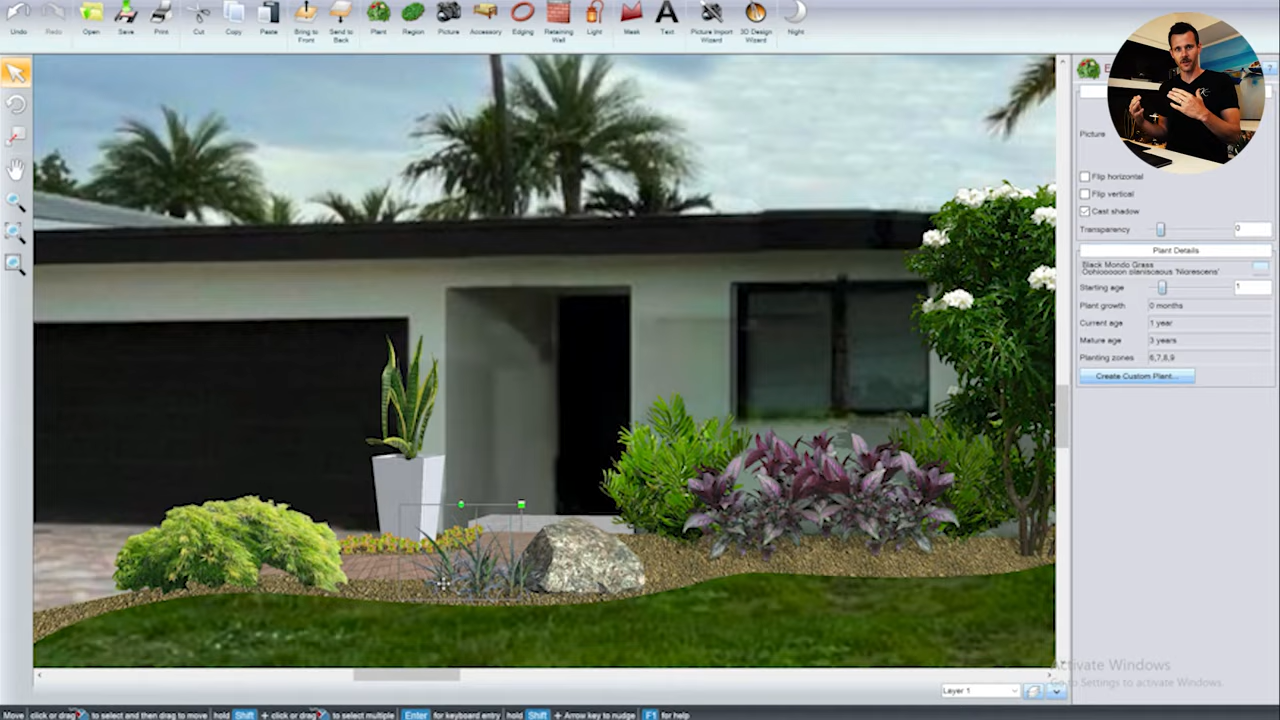 Undo Redo Open Save Print Cut Copy Paste Bring to Front Send to Back Plant Region Picture Accessory Edging Retaining Wall Light Mask Text Picture Import Wizard 3D Design Wizard Night
Picture
Flip horizontal
Flip vertical
Cast shadow
Transparency 0
Plant Details
Black Mondo Grass
Ophiopogon planiscapus 'Nigrescens'
Starting age 1
Plant growth 0 months
Current age 1 year
Mature age 3 years
Planting zones 6,7,8,9
Create Custom Plant...
Activate Windows
Go to Settings to activate Windows.
Layer 1
Move click or drag to select and then drag to move hold Shift + click or drag to select multiple Enter for keyboard entry hold Shift + Arrow key to nudge F1 for help